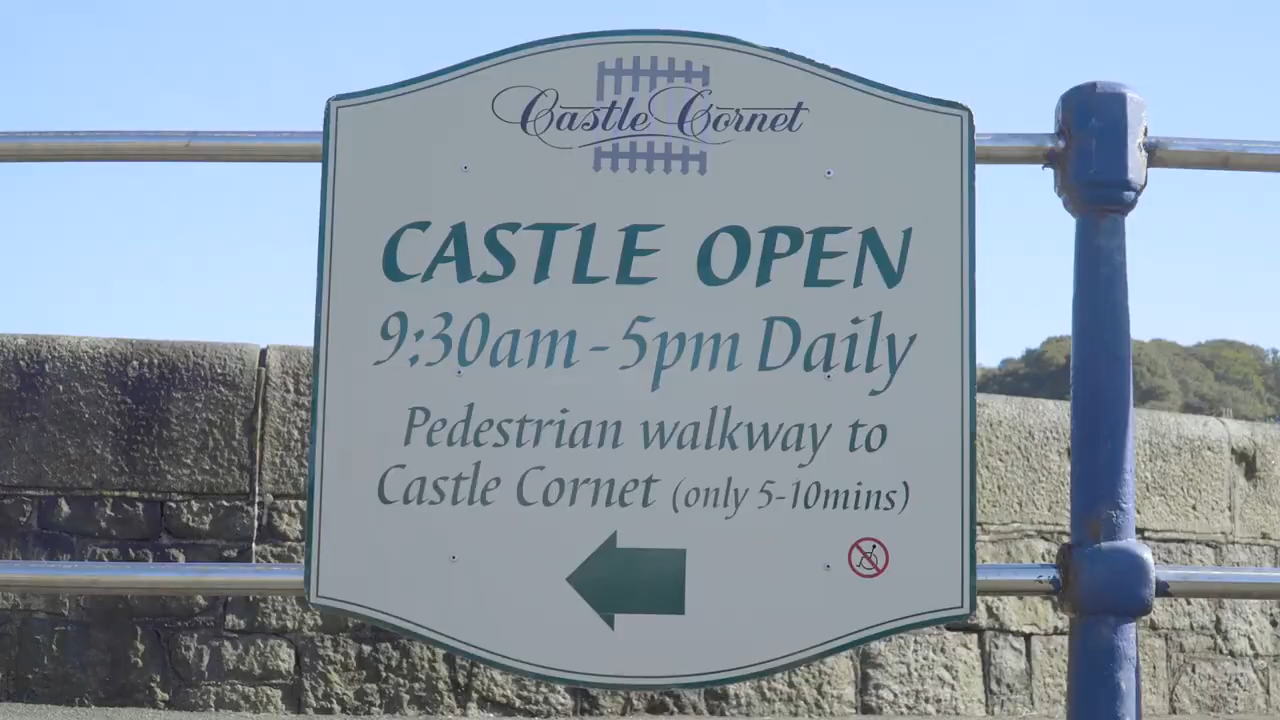 Castle Cornet
CASTLE OPEN
9:30am-5pm Daily
Pedestrian walkway to
Castle Cornet (only 5-10mins)